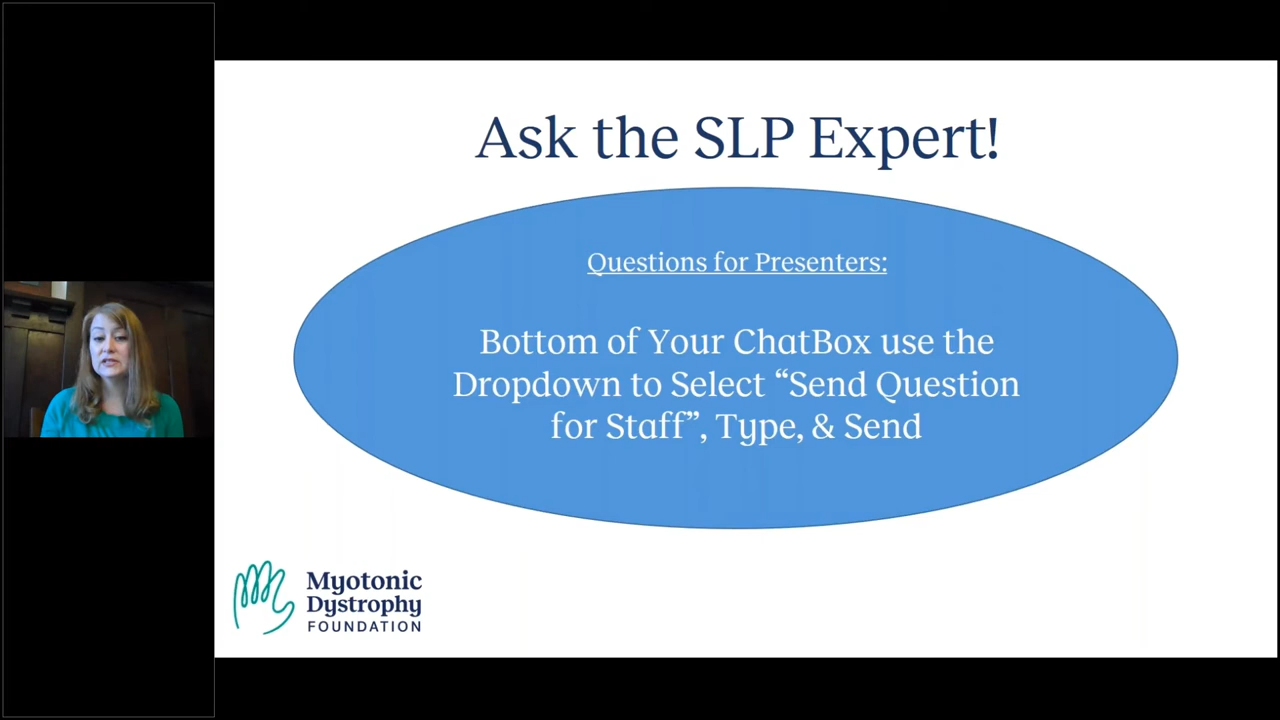 Ask the SLP Expert!
Questions for Presenters:
Bottom of Your ChatBox use the
Dropdown to Select “Send Question
for Staff”, Type, & Send
Myotonic
Dystrophy
FOUNDATION